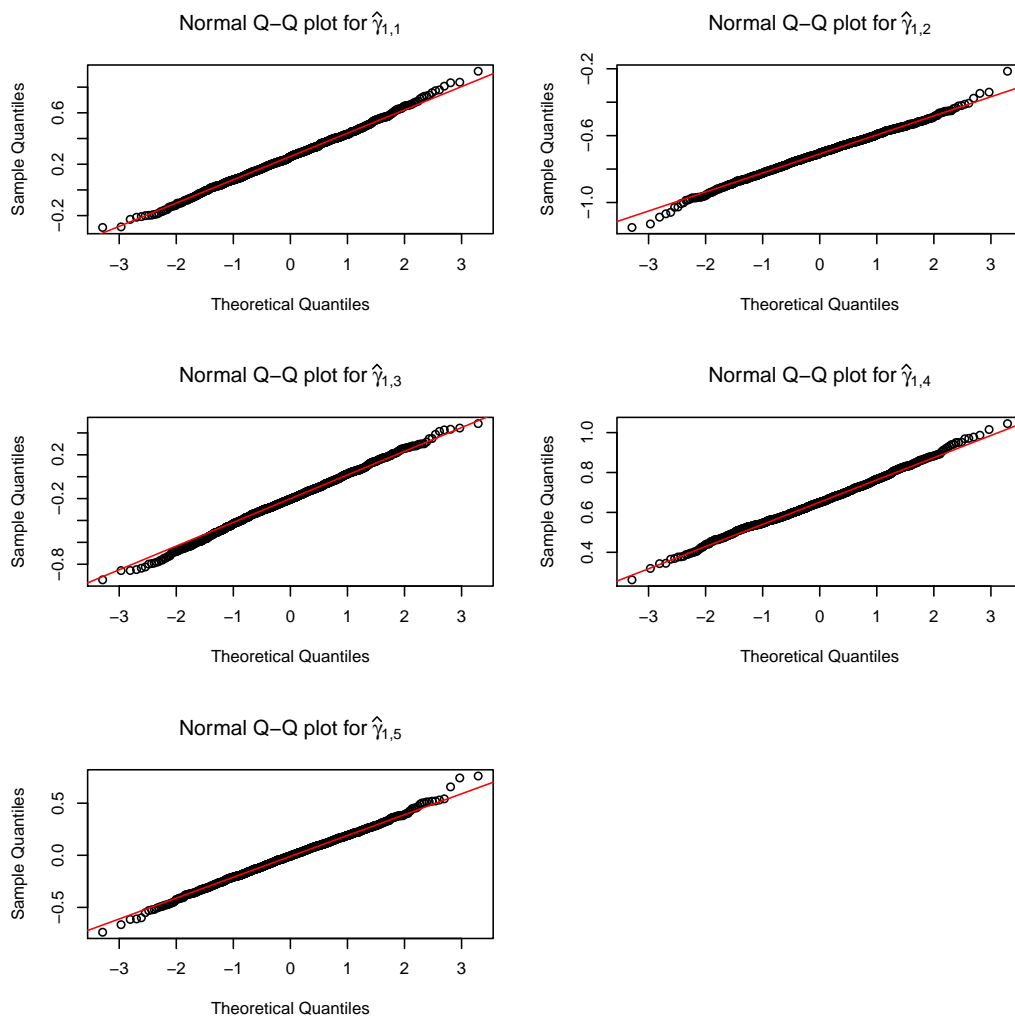 Normal Q−Q plot for γ̂1,1
Sample Quantiles
−0.2 0.2 0.6
−3 −2 −1 0 1 2 3
Theoretical Quantiles
Normal Q−Q plot for γ̂1,2
Sample Quantiles
−1.0 −0.6 −0.2
−3 −2 −1 0 1 2 3
Theoretical Quantiles
Normal Q−Q plot for γ̂1,3
Sample Quantiles
−0.8 −0.2 0.2
−3 −2 −1 0 1 2 3
Theoretical Quantiles
Normal Q−Q plot for γ̂1,4
Sample Quantiles
0.4 0.6 0.8 1.0
−3 −2 −1 0 1 2 3
Theoretical Quantiles
Normal Q−Q plot for γ̂1,5
Sample Quantiles
−0.5 0.0 0.5
−3 −2 −1 0 1 2 3
Theoretical Quantiles